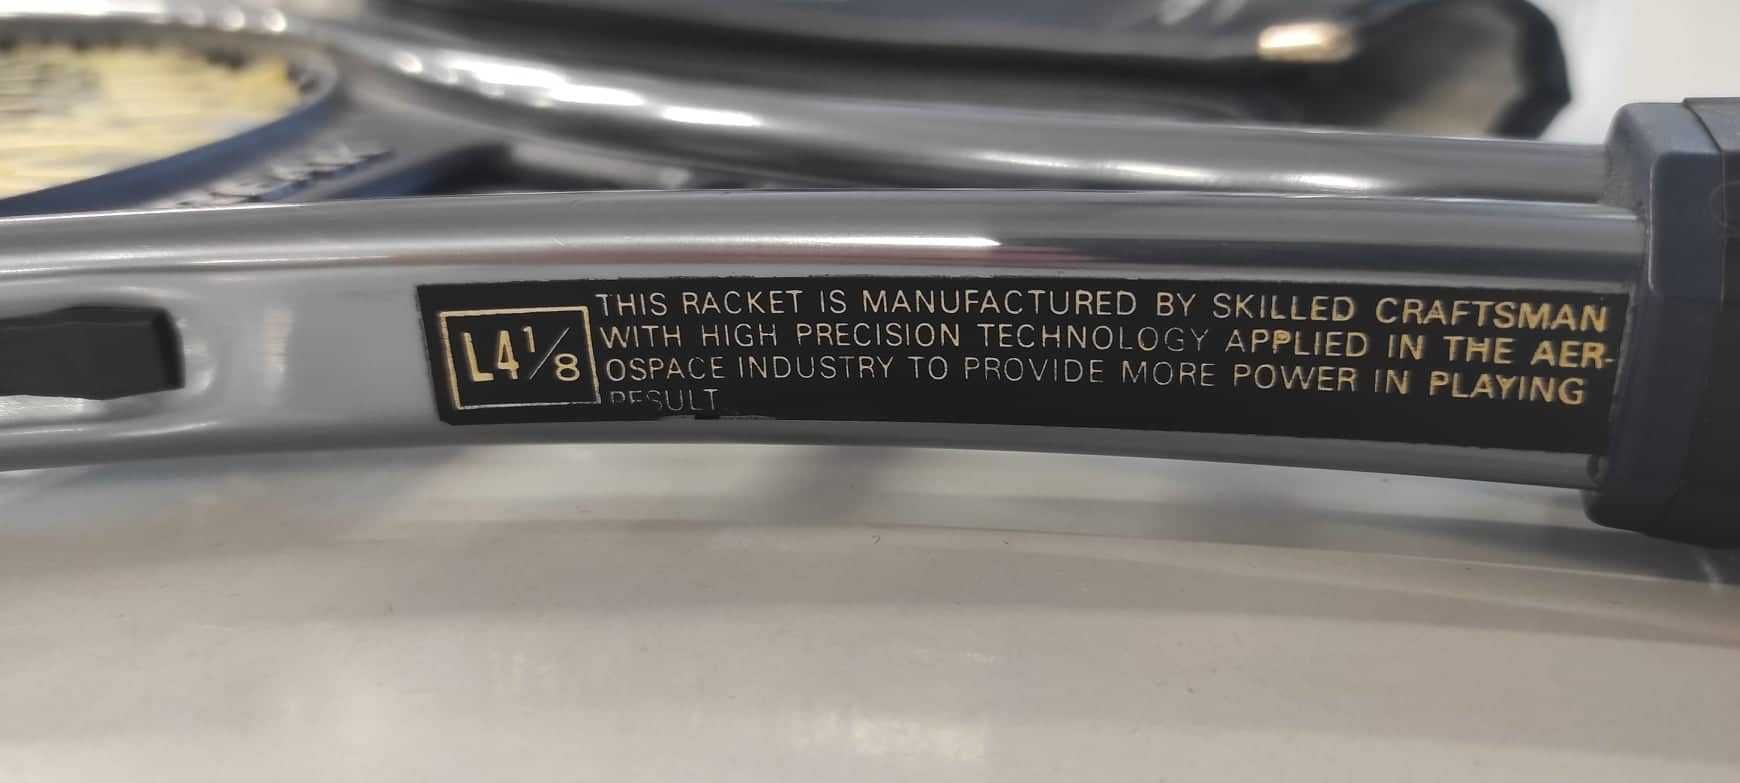 L4 1/8
THIS RACKET IS MANUFACTURED BY SKILLED CRAFTSMAN
WITH HIGH PRECISION TECHNOLOGY APPLIED IN THE AER-
OSPACE INDUSTRY TO PROVIDE MORE POWER IN PLAYING
RESULT